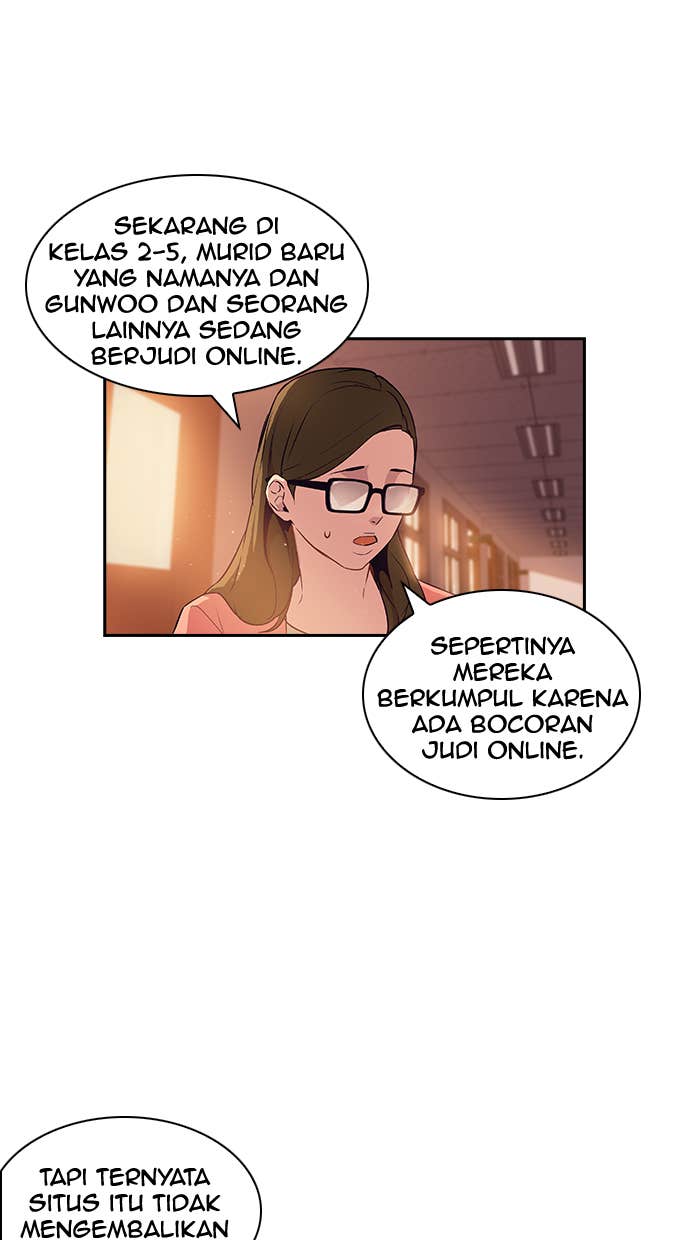 SEKARANG DI
KELAS 2-5, MURID BARU
YANG NAMANYA DAN
GUNWOO DAN SEORANG
LAINNYA SEDANG
BERJUDI ONLINE.
SEPERTINYA
MEREKA
BERKUMPUL KARENA
ADA BOCORAN
JUDI ONLINE.
TAPI TERNYATA
SITUS ITU TIDAK
MENGEMBALIKAN